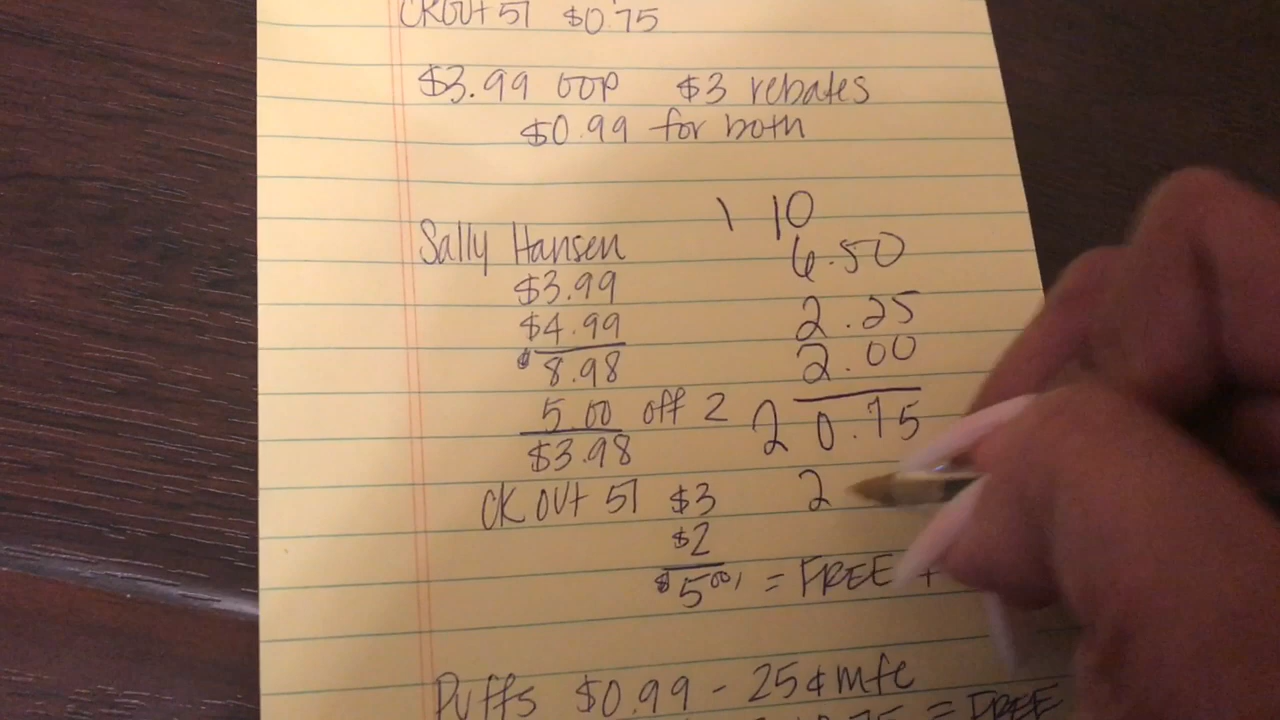 CKOUT 51 $0.75
$3.99 OOP $3 rebates
$0.99 for both
1 10
Sally Hansen 6.50
$3.99
$4.99 2.25
$8.98 2.00
5.00 off 2 2 0.75
$3.98
CK OUT 51 $3 2
$2
$5.00 = FREE +
Puffs $0.99 - 25¢ mfc
= FREE